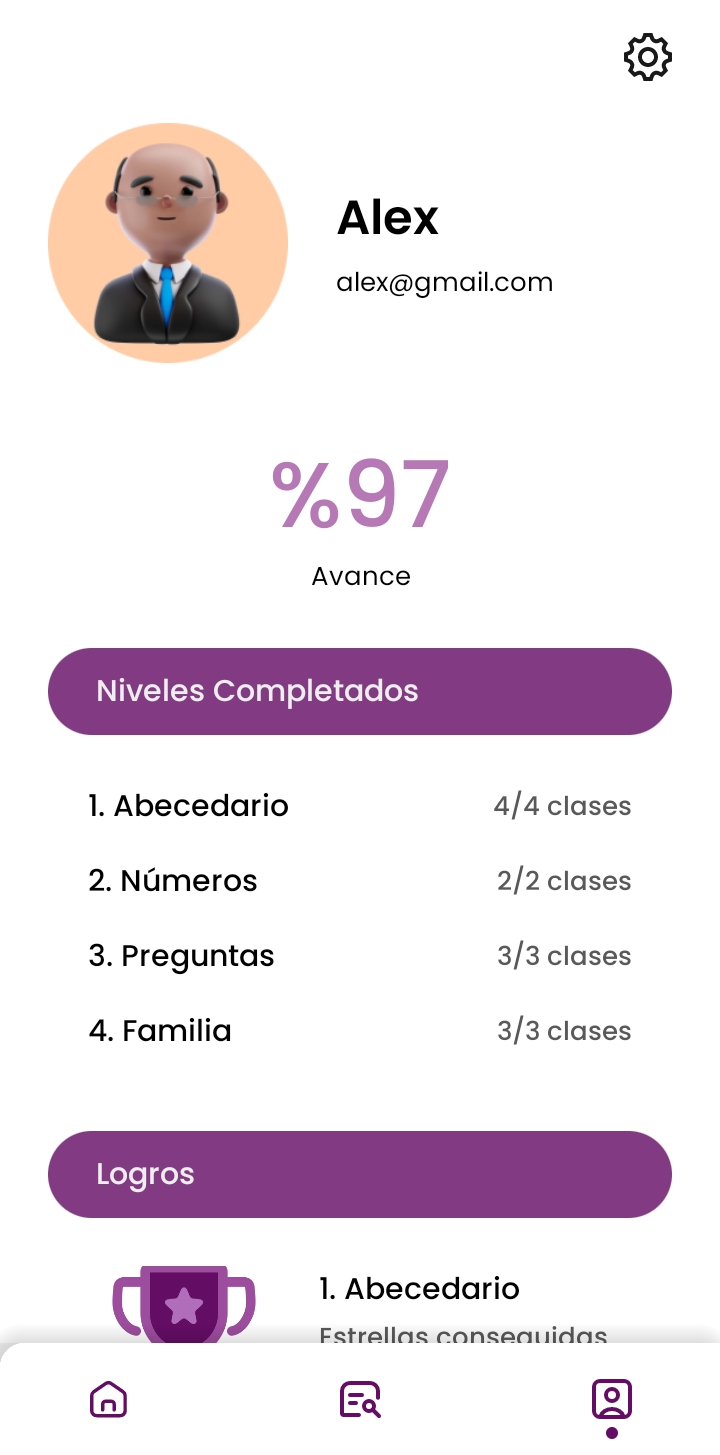 Alex
alex@gmail.com
%97
Avance
Niveles Completados
1. Abecedario 4/4 clases
2. Números 2/2 clases
3. Preguntas 3/3 clases
4. Familia 3/3 clases
Logros
1. Abecedario
Estrellas conseguidas